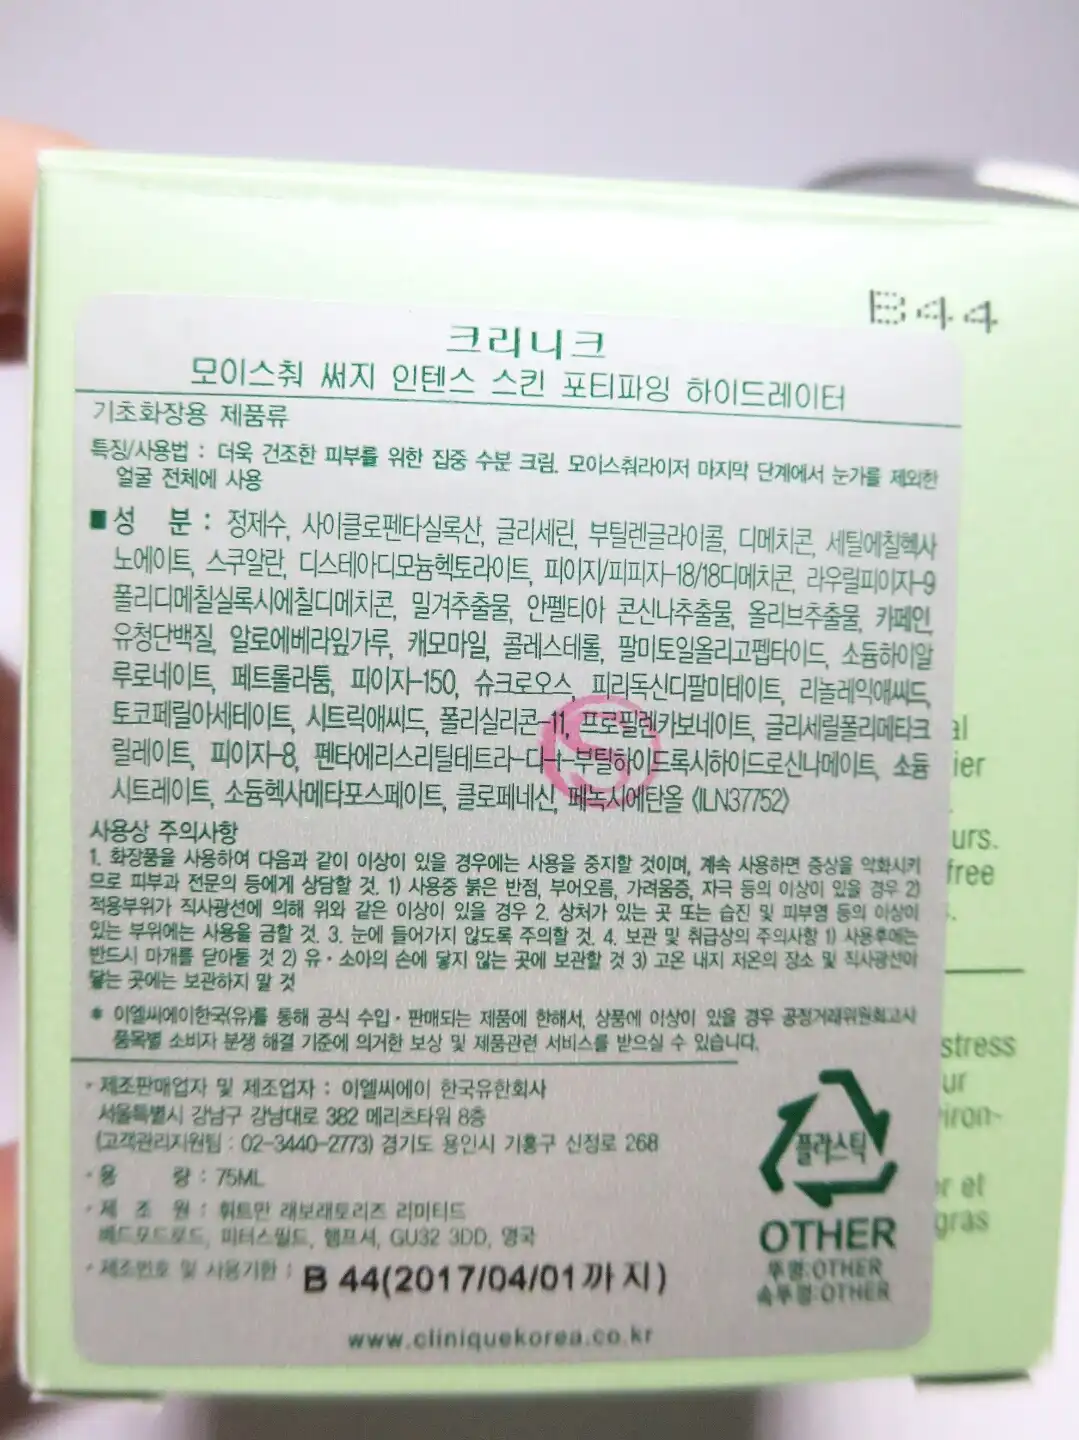 B44
크리니크
모이스춰 써지 인텐스 스킨 포티파잉 하이드레이터
기초화장용 제품류
특징/사용법 : 더욱 건조한 피부를 위한 집중 수분 크림. 모이스춰라이저 마지막 단계에서 눈가를 제외한
얼굴 전체에 사용
■ 성 분 : 정제수, 사이클로펜타실록산, 글리세린, 부틸렌글라이콜, 디메치콘, 세틸에칠헥사
노에이트, 스쿠알란, 디스테아디모늄헥토라이트, 피이지/피피지-18/18디메치콘, 라우릴피이지-9
폴리디메칠실록시에칠디메치콘, 밀겨추출물, 안펠티아 콘신나추출물, 올리브추출물, 카페인,
유청단백질, 알로에베라잎가루, 캐모마일, 콜레스테롤, 팔미토일올리고펩타이드, 소듐하이알
루로네이트, 페트롤라툼, 피이지-150, 슈크로오스, 피리독신디팔미테이트, 리놀레익애씨드,
토코페릴아세테이트, 시트릭애씨드, 폴리실리콘-11, 프로필렌카보네이트, 글리세릴폴리메타크
릴레이트, 피이지-8, 펜타에리스리틸테트라-디-t-부틸하이드록시하이드로신나메이트, 소듐
시트레이트, 소듐헥사메타포스페이트, 클로페네신, 페녹시에탄올 〈ILN37752〉
사용상 주의사항
1. 화장품을 사용하여 다음과 같이 이상이 있을 경우에는 사용을 중지할 것이며, 계속 사용하면 증상을 악화시키
므로 피부과 전문의 등에게 상담할 것. 1) 사용중 붉은 반점, 부어오름, 가려움증, 자극 등의 이상이 있을 경우 2)
적용부위가 직사광선에 의해 위와 같은 이상이 있을 경우 2. 상처가 있는 곳 또는 습진 및 피부염 등의 이상이
있는 부위에는 사용을 금할 것. 3. 눈에 들어가지 않도록 주의할 것. 4. 보관 및 취급상의 주의사항 1) 사용후에는
반드시 마개를 닫아둘 것 2) 유·소아의 손에 닿지 않는 곳에 보관할 것 3) 고온 내지 저온의 장소 및 직사광선이
닿는 곳에는 보관하지 말 것
* 이엘씨에이한국(유)를 통해 공식 수입·판매되는 제품에 한해서, 상품에 이상이 있을 경우 공정거래위원회고시
품목별 소비자 분쟁 해결 기준에 의거한 보상 및 제품관련 서비스를 받으실 수 있습니다.
· 제조판매업자 및 제조업자 : 이엘씨에이 한국유한회사
서울특별시 강남구 강남대로 382 메리츠타워 8층
(고객관리지원팀 : 02-3440-2773) 경기도 용인시 기흥구 신정로 268
· 용 량 : 75ML
· 제 조 원 : 휘트만 래보래토리즈 리미티드
베드포드로드, 피터스필드, 햄프셔, GU32 3DD, 영국
· 제조번호 및 사용기한 : B 44(2017/04/01까지)
www.cliniquekorea.co.kr
플라스틱
OTHER
뚜껑:OTHER
속뚜껑:OTHER
al
ier
urs.
free
stress
ur
viron-
er et
gras